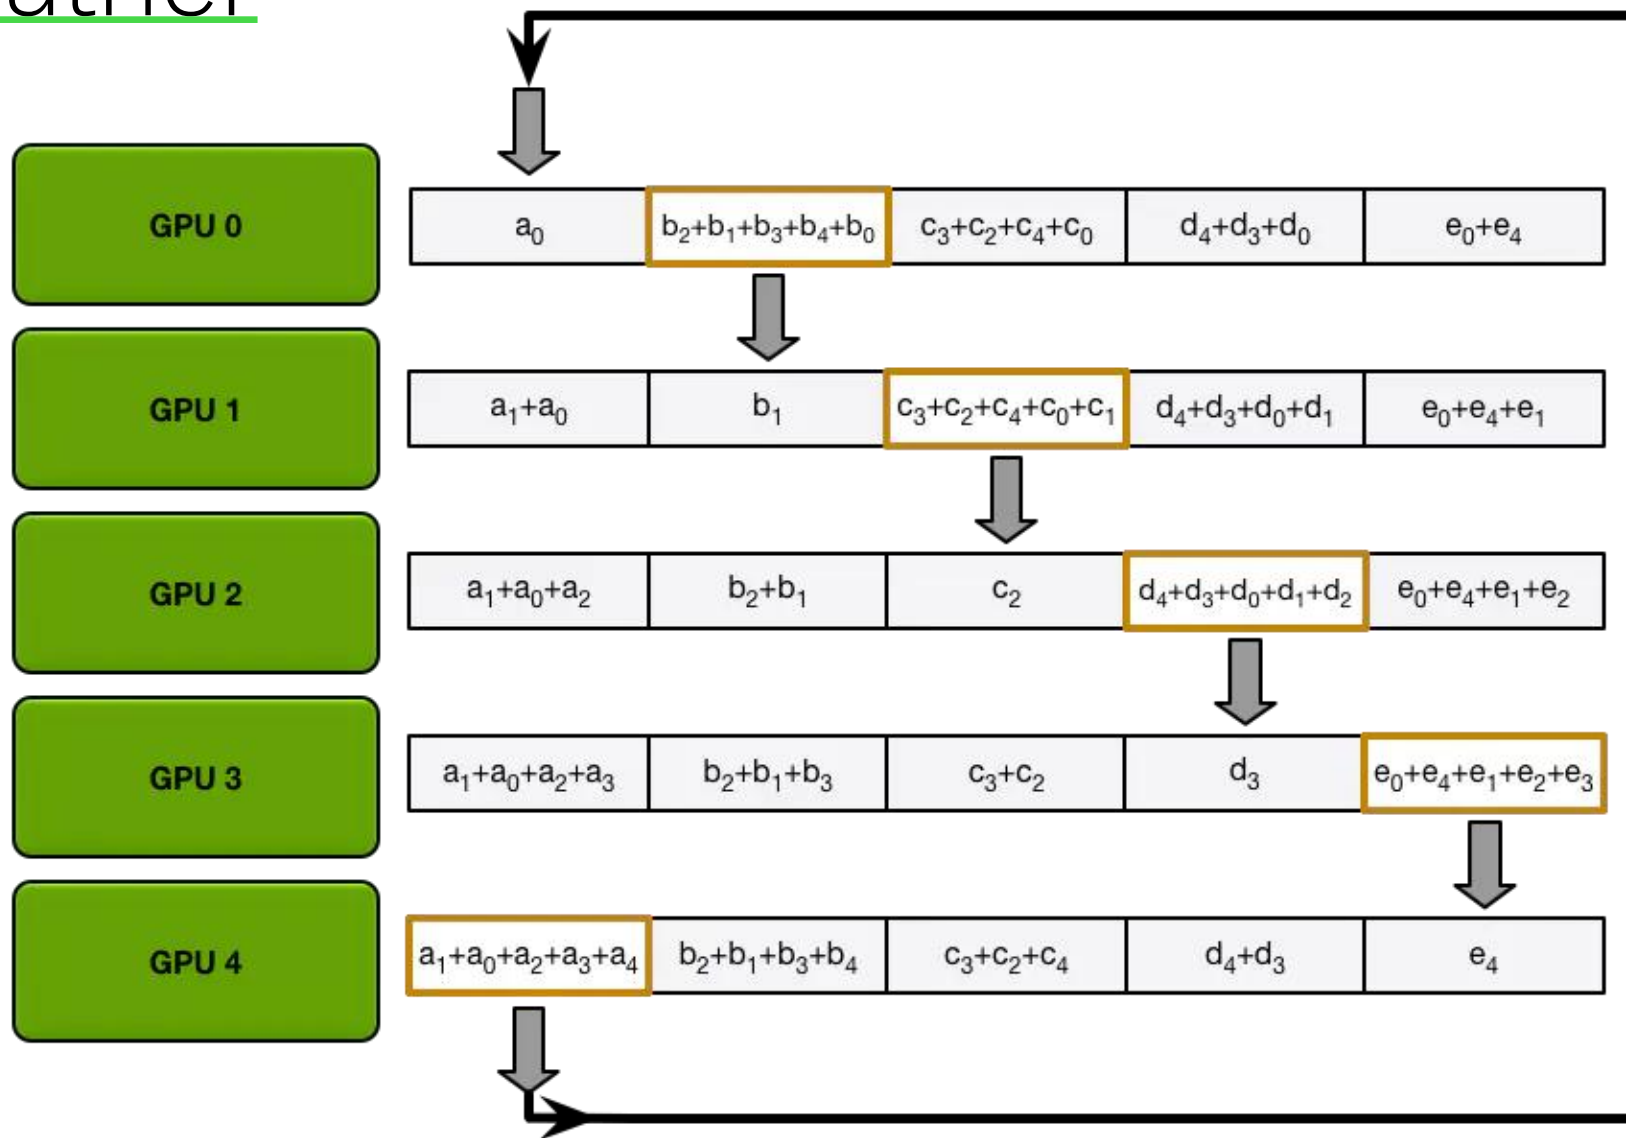 GPU 0 a₀ b₂+b₁+b₃+b₄+b₀ c₃+c₂+c₄+c₀ d₄+d₃+d₀ e₀+e₄
GPU 1 a₁+a₀ b₁ c₃+c₂+c₄+c₀+c₁ d₄+d₃+d₀+d₁ e₀+e₄+e₁
GPU 2 a₁+a₀+a₂ b₂+b₁ c₂ d₄+d₃+d₀+d₁+d₂ e₀+e₄+e₁+e₂
GPU 3 a₁+a₀+a₂+a₃ b₂+b₁+b₃ c₃+c₂ d₃ e₀+e₄+e₁+e₂+e₃
GPU 4 a₁+a₀+a₂+a₃+a₄ b₂+b₁+b₃+b₄ c₃+c₂+c₄ d₄+d₃ e₄